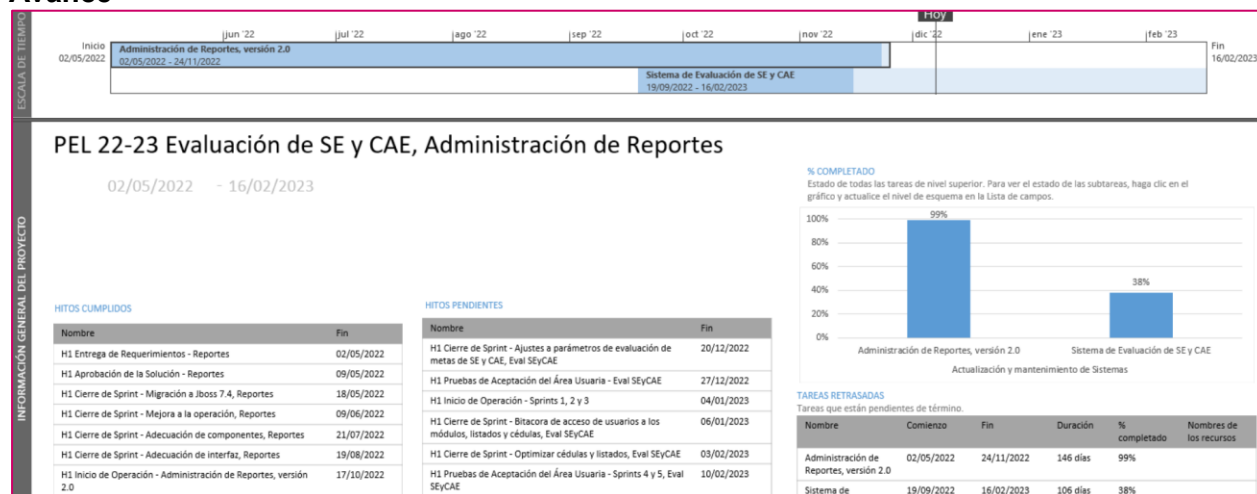 Avance
Hoy
jun '22 jul '22 ago '22 sep '22 oct '22 nov '22 dic '22 ene '23 feb '23
ESCALA DE TIEMPO
Inicio
02/05/2022
Administración de Reportes, versión 2.0
02/05/2022 - 24/11/2022
Sistema de Evaluación de SE y CAE
19/09/2022 - 16/02/2023
Fin
16/02/2023
INFORMACIÓN GENERAL DEL PROYECTO
PEL 22-23 Evaluación de SE y CAE, Administración de Reportes
02/05/2022 - 16/02/2023
HITOS CUMPLIDOS
Nombre Fin
H1 Entrega de Requerimientos - Reportes 02/05/2022
H1 Aprobación de la Solución - Reportes 09/05/2022
H1 Cierre de Sprint - Migración a Jboss 7.4, Reportes 18/05/2022
H1 Cierre de Sprint - Mejora a la operación, Reportes 09/06/2022
H1 Cierre de Sprint - Adecuación de componentes, Reportes 21/07/2022
H1 Cierre de Sprint - Adecuación de interfaz, Reportes 19/08/2022
H1 Inicio de Operación - Administración de Reportes, versión 17/10/2022
2.0
HITOS PENDIENTES
Nombre Fin
H1 Cierre de Sprint - Ajustes a parámetros de evaluación de 20/12/2022
metas de SE y CAE, Eval SEyCAE
H1 Pruebas de Aceptación del Área Usuaria - Eval SEyCAE 27/12/2022
H1 Inicio de Operación - Sprints 1, 2 y 3 04/01/2023
H1 Cierre de Sprint - Bitacora de acceso de usuarios a los 06/01/2023
módulos, listados y cédulas, Eval SEyCAE
H1 Cierre de Sprint - Optimizar cédulas y listados, Eval SEyCAE 03/02/2023
H1 Pruebas de Aceptación del Área Usuaria - Sprints 4 y 5, Eval 10/02/2023
SEyCAE
% COMPLETADO
Estado de todas las tareas de nivel superior. Para ver el estado de las subtareas, haga clic en el
gráfico y actualice el nivel de esquema en la Lista de campos.
100%
80%
60%
40%
20%
0%
99%
38%
Administración de Reportes, versión 2.0 Sistema de Evaluación de SE y CAE
Actualización y mantenimiento de Sistemas
TAREAS RETRASADAS
Tareas que están pendientes de término.
Nombre Comienzo Fin Duración % completado Nombres de los recursos
Administración de 02/05/2022 24/11/2022 146 días 99%
Reportes, versión 2.0
Sistema de 19/09/2022 16/02/2023 106 días 38%